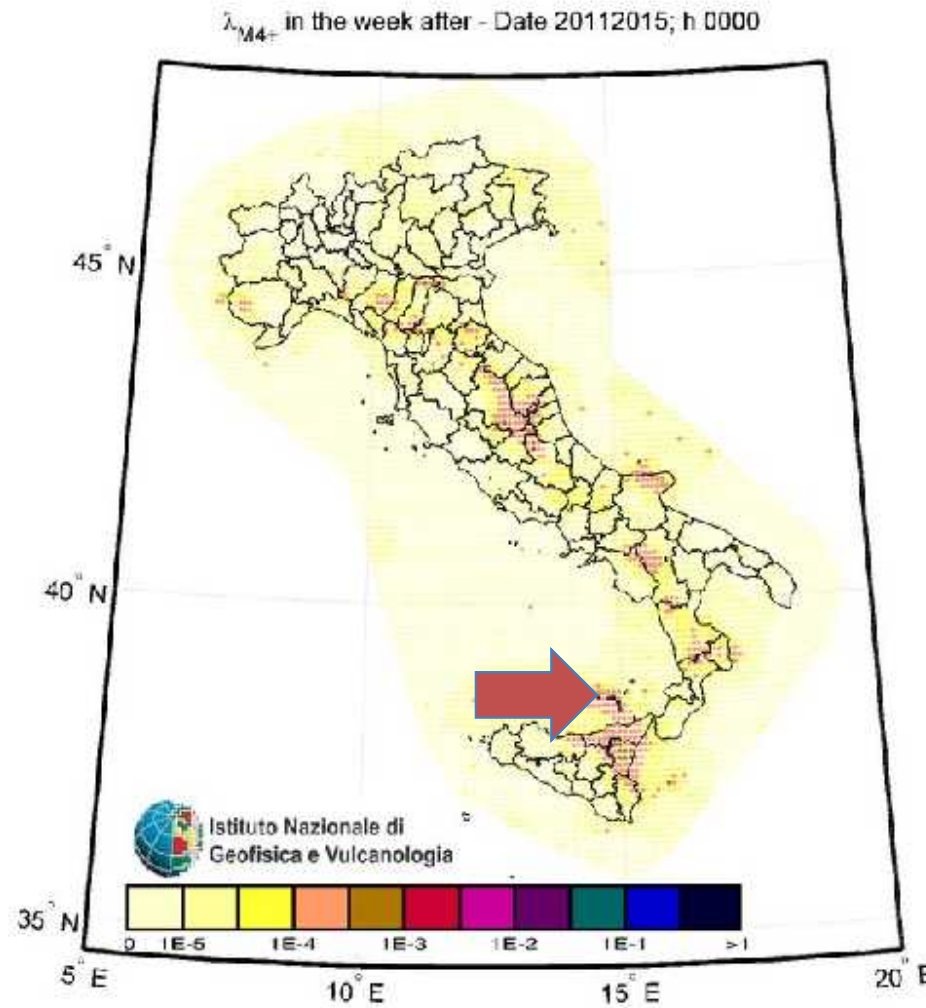 λM4+ in the week after - Date 20112015; h 0000
45° N
40° N
35° N
Istituto Nazionale di
Geofisica e Vulcanologia
0 1E-5 1E-4 1E-3 1E-2 1E-1 >1
5° E 10° E 15° E 20° E